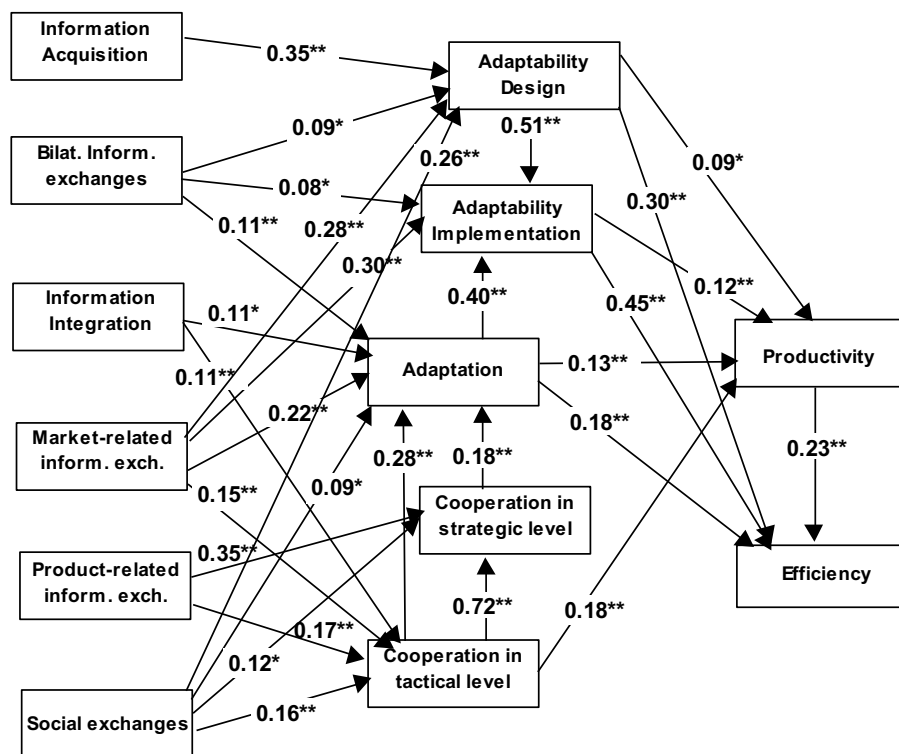 Information
Acquisition
0.35**
Adaptability
Design
Bilat. Inform.
exchanges
0.09*
0.08*
0.11**
0.26**
0.51**
0.09*
0.30**
Adaptability
Implementation
0.28**
0.30**
0.12**
0.45**
0.40**
Information
Integration
0.11*
0.11**
Adaptation
0.13**
0.18**
Productivity
0.23**
Market-related
inform. exch.
0.22**
0.15**
0.09*
0.28**
0.18**
Cooperation in
strategic level
Product-related
inform. exch.
0.35**
0.17**
0.72**
0.18**
Efficiency
Cooperation in
tactical level
Social exchanges
0.12*
0.16**